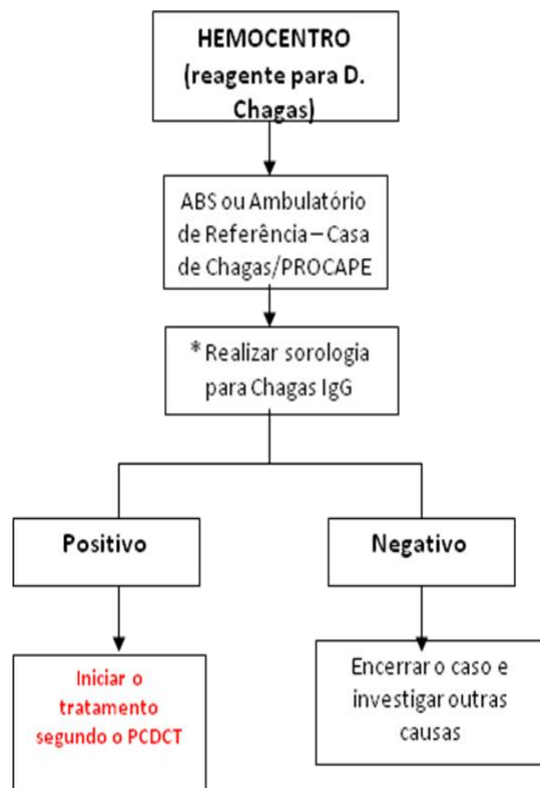 HEMOCENTRO
(reagente para D.
Chagas)
ABS ou Ambulatório
de Referência – Casa
de Chagas/PROCAPE
* Realizar sorologia
para Chagas IgG
Positivo
Negativo
Iniciar o
tratamento
segundo o PCDCT
Encerrar o caso e
investigar outras
causas